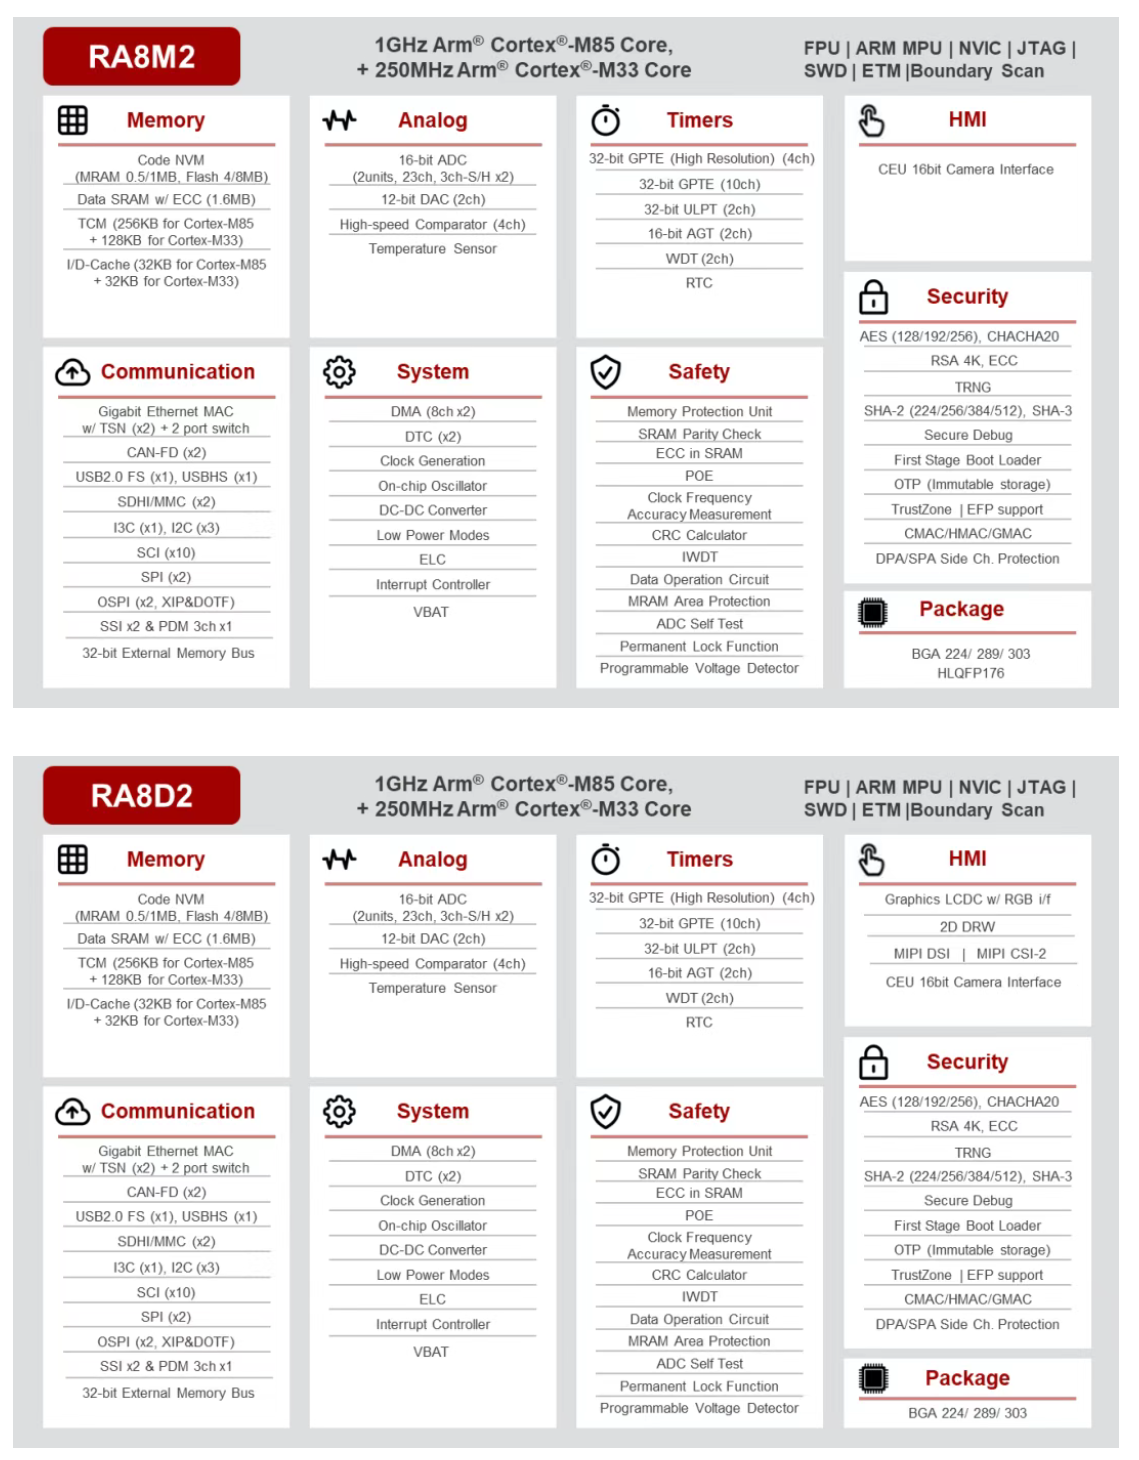 RA8M2
1GHz Arm® Cortex®-M85 Core,
+ 250MHz Arm® Cortex®-M33 Core
FPU | ARM MPU | NVIC | JTAG |
SWD | ETM |Boundary Scan
Memory
Code NVM
(MRAM 0.5/1MB, Flash 4/8MB)
Data SRAM w/ ECC (1.6MB)
TCM (256KB for Cortex-M85
+ 128KB for Cortex-M33)
I/D-Cache (32KB for Cortex-M85
+ 32KB for Cortex-M33)
Analog
16-bit ADC
(2units, 23ch, 3ch-S/H x2)
12-bit DAC (2ch)
High-speed Comparator (4ch)
Temperature Sensor
Timers
32-bit GPTE (High Resolution) (4ch)
32-bit GPTE (10ch)
32-bit ULPT (2ch)
16-bit AGT (2ch)
WDT (2ch)
RTC
HMI
CEU 16bit Camera Interface
Communication
Gigabit Ethernet MAC
w/ TSN (x2) + 2 port switch
CAN-FD (x2)
USB2.0 FS (x1), USBHS (x1)
SDHI/MMC (x2)
I3C (x1), I2C (x3)
SCI (x10)
SPI (x2)
OSPI (x2, XIP&DOTF)
SSI x2 & PDM 3ch x1
32-bit External Memory Bus
System
DMA (8ch x2)
DTC (x2)
Clock Generation
On-chip Oscillator
DC-DC Converter
Low Power Modes
ELC
Interrupt Controller
VBAT
Safety
Memory Protection Unit
SRAM Parity Check
ECC in SRAM
POE
Clock Frequency
Accuracy Measurement
CRC Calculator
IWDT
Data Operation Circuit
MRAM Area Protection
ADC Self Test
Permanent Lock Function
Programmable Voltage Detector
Security
AES (128/192/256), CHACHA20
RSA 4K, ECC
TRNG
SHA-2 (224/256/384/512), SHA-3
Secure Debug
First Stage Boot Loader
OTP (Immutable storage)
TrustZone | EFP support
CMAC/HMAC/GMAC
DPA/SPA Side Ch. Protection
Package
BGA 224/ 289/ 303
HLQFP176
RA8D2
1GHz Arm® Cortex®-M85 Core,
+ 250MHz Arm® Cortex®-M33 Core
FPU | ARM MPU | NVIC | JTAG |
SWD | ETM |Boundary Scan
Memory
Code NVM
(MRAM 0.5/1MB, Flash 4/8MB)
Data SRAM w/ ECC (1.6MB)
TCM (256KB for Cortex-M85
+ 128KB for Cortex-M33)
I/D-Cache (32KB for Cortex-M85
+ 32KB for Cortex-M33)
Analog
16-bit ADC
(2units, 23ch, 3ch-S/H x2)
12-bit DAC (2ch)
High-speed Comparator (4ch)
Temperature Sensor
Timers
32-bit GPTE (High Resolution) (4ch)
32-bit GPTE (10ch)
32-bit ULPT (2ch)
16-bit AGT (2ch)
WDT (2ch)
RTC
HMI
Graphics LCDC w/ RGB i/f
2D DRW
MIPI DSI | MIPI CSI-2
CEU 16bit Camera Interface
Communication
Gigabit Ethernet MAC
w/ TSN (x2) + 2 port switch
CAN-FD (x2)
USB2.0 FS (x1), USBHS (x1)
SDHI/MMC (x2)
I3C (x1), I2C (x3)
SCI (x10)
SPI (x2)
OSPI (x2, XIP&DOTF)
SSI x2 & PDM 3ch x1
32-bit External Memory Bus
System
DMA (8ch x2)
DTC (x2)
Clock Generation
On-chip Oscillator
DC-DC Converter
Low Power Modes
ELC
Interrupt Controller
VBAT
Safety
Memory Protection Unit
SRAM Parity Check
ECC in SRAM
POE
Clock Frequency
Accuracy Measurement
CRC Calculator
IWDT
Data Operation Circuit
MRAM Area Protection
ADC Self Test
Permanent Lock Function
Programmable Voltage Detector
Security
AES (128/192/256), CHACHA20
RSA 4K, ECC
TRNG
SHA-2 (224/256/384/512), SHA-3
Secure Debug
First Stage Boot Loader
OTP (Immutable storage)
TrustZone | EFP support
CMAC/HMAC/GMAC
DPA/SPA Side Ch. Protection
Package
BGA 224/ 289/ 303